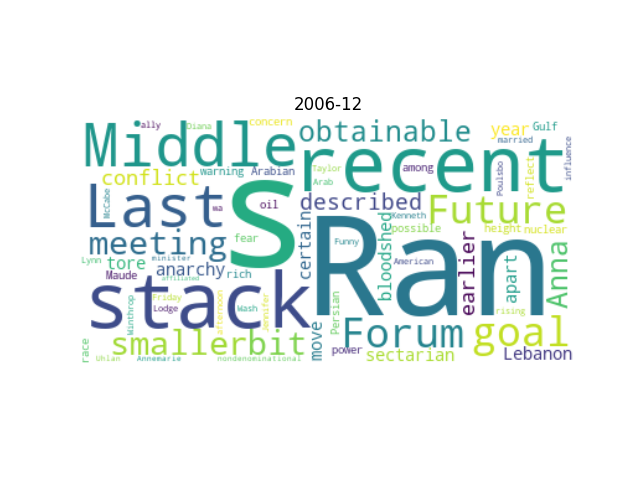 2006-12
ally
Diana
concern
obtainable
year
Gulf
married
influence
Middle
recent
warning
Arabian
Taylor
Arab
among
Poulsbo
reflect
conflict
McCabe
Last
S
oil
ma
described
Future
Kenneth
possible
height
nuclear
meeting
fear
certain
Ran
Funny
bloodshed
American
earlier
apart
Anna
Lynn
tore
minister
anarchy
rich
affiliated
Maude
stack
Winthrop
Friday
Lodge
afternoon
Wash
Jennifer
Persian
rising
move
Forum
goal
race
smallerbit
power
sectarian
Lebanon
Uhlan
Annemarie
nondenominational